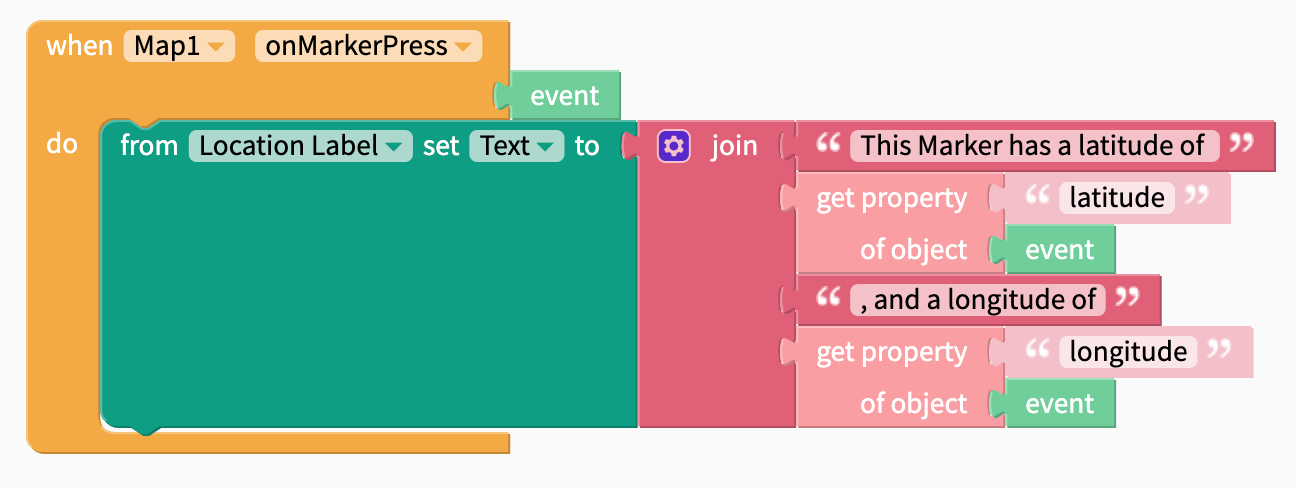 when Map1 onMarkerPress
event
do from Location Label set Text to join “ This Marker has a latitude of ”
get property “ latitude ”
of object event
“ , and a longitude of ”
get property “ longitude ”
of object event